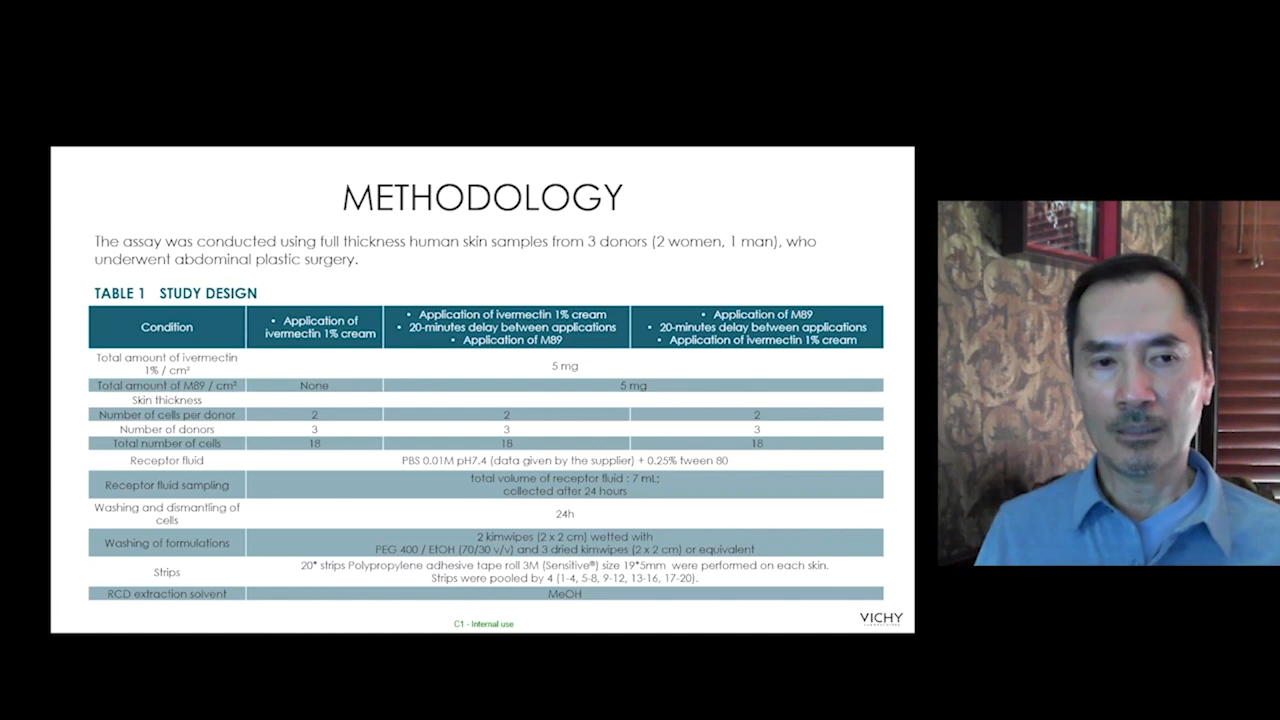 METHODOLOGY
The assay was conducted using full thickness human skin samples from 3 donors (2 women, 1 man), who
underwent abdominal plastic surgery.
TABLE 1 STUDY DESIGN
Condition
• Application of
ivermectin 1% cream
• Application of ivermectin 1% cream
• 20-minutes delay between applications
• Application of M89
• Application of M89
• 20-minutes delay between applications
• Application of ivermectin 1% cream
Total amount of ivermectin
1% / cm²
5 mg
Total amount of M89 / cm² None 5 mg
Skin thickness
Number of cells per donor 2 2 2
Number of donors 3 3 3
Total number of cells 18 18 18
Receptor fluid PBS 0.01M pH7.4 (data given by the supplier) + 0.25% tween 80
Receptor fluid sampling
total volume of receptor fluid : 7 mL;
collected after 24 hours
Washing and dismantling of
cells
24h
Washing of formulations
2 kimwipes (2 x 2 cm) wetted with
PEG 400 / EtOH (70/30 v/v) and 3 dried kimwipes (2 x 2 cm) or equivalent
Strips
20* strips Polypropylene adhesive tape roll 3M (Sensitive®) size 19*5mm were performed on each skin.
Strips were pooled by 4 (1-4, 5-8, 9-12, 13-16, 17-20).
RCD extraction solvent MeOH
C1 - Internal use
VICHY
LABORATOIRES